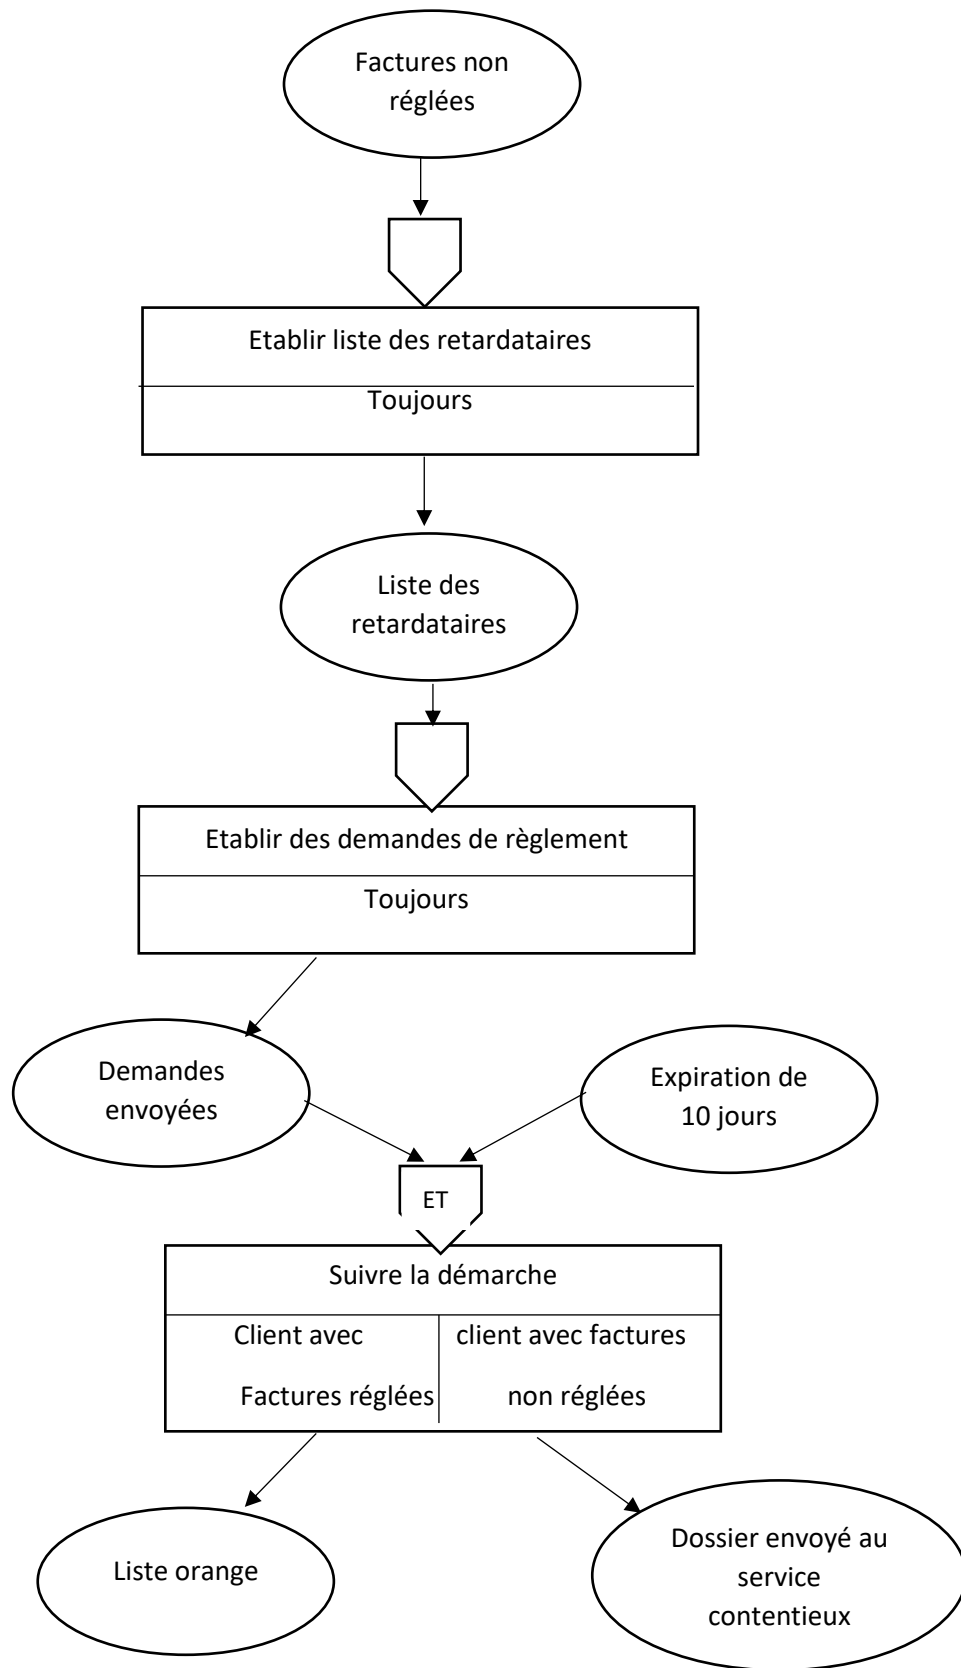 Factures non
réglées
Etablir liste des retardataires
Toujours
Liste des
retardataires
Etablir des demandes de règlement
Toujours
Demandes
envoyées
Expiration de
10 jours
ET
Suivre la démarche
Client avec
Factures réglées
client avec factures
non réglées
Liste orange
Dossier envoyé au
service
contentieux